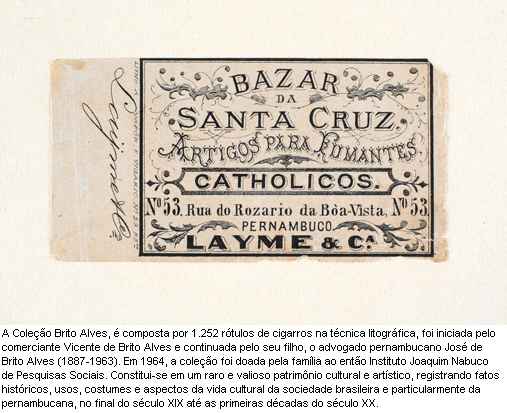 BAZAR
DA
SANTA CRUZ.
ARTIGOS PARA FUMANTES
CATHOLICOS.
Nº 53. Rua do Rozario da Bôa-Vista, Nº 53.
PERNAMBUCO.
LAYME & Cª
A Coleção Brito Alves, é composta por 1.252 rótulos de cigarros na técnica litográfica, foi iniciada pelo
comerciante Vicente de Brito Alves e continuada pelo seu filho, o advogado pernambucano José de
Brito Alves (1887-1963). Em 1964, a coleção foi doada pela família ao então Instituto Joaquim Nabuco
de Pesquisas Sociais. Constitui-se em um raro e valioso patrimônio cultural e artístico, registrando fatos
históricos, usos, costumes e aspectos da vida cultural da sociedade brasileira e particularmente da
pernambucana, no final do século XIX até as primeiras décadas do século XX.